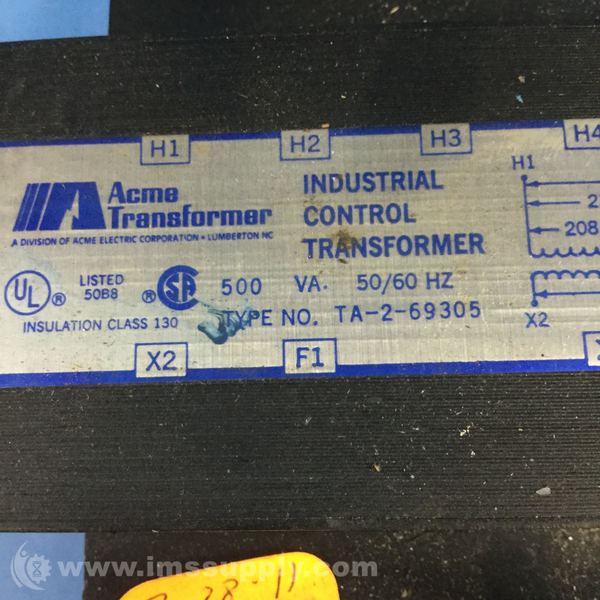 H1 H2 H3 H4
Acme
Transformer
A DIVISION OF ACME ELECTRIC CORPORATION • LUMBERTON NC
INDUSTRIAL
CONTROL
TRANSFORMER
H1
208
UL ® LISTED
50B8
® SA
500 VA. 50/60 HZ
INSULATION CLASS 130
TYPE NO. TA-2-69305
X2
X2 F1
www.imssupply.com